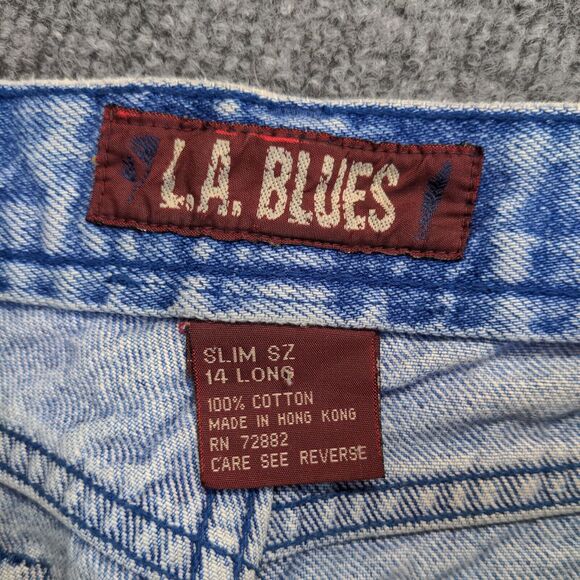 L.A. BLUES
SLIM SZ
14 LONG
100% COTTON
MADE IN HONG KONG
RN 72882
CARE SEE REVERSE